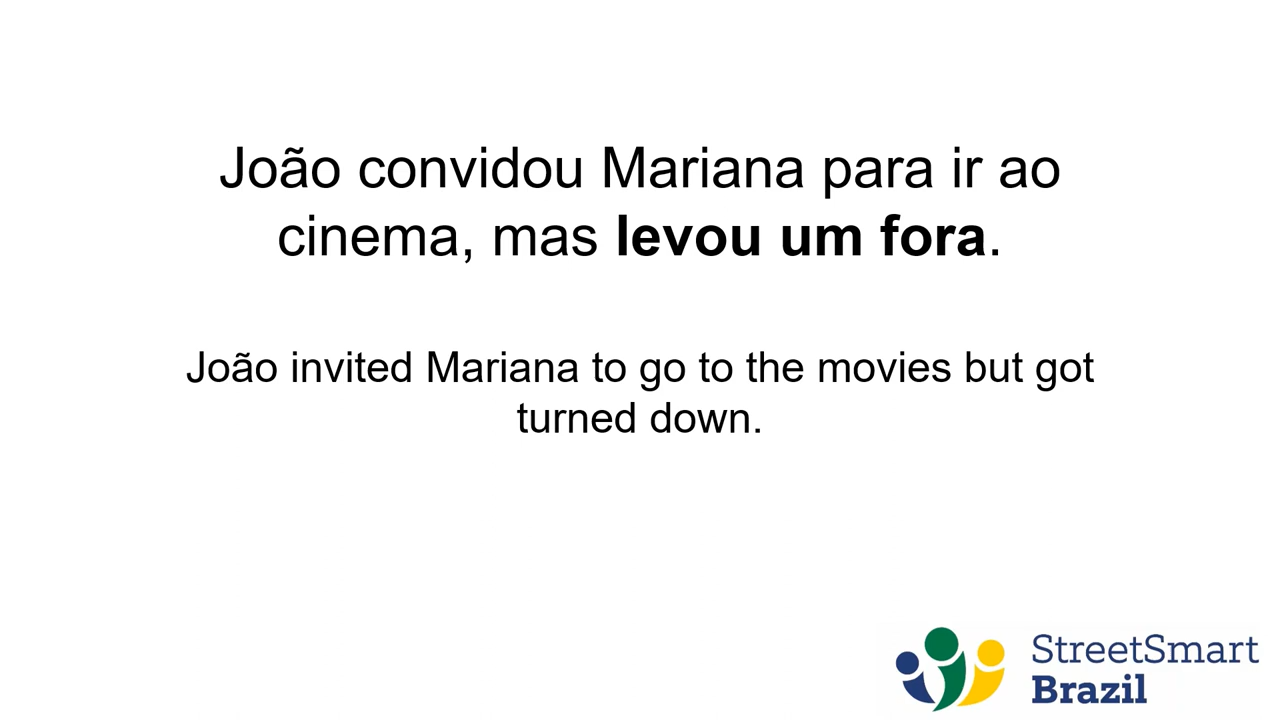 João convidou Mariana para ir ao
cinema, mas levou um fora.
João invited Mariana to go to the movies but got
turned down.
StreetSmart
Brazil